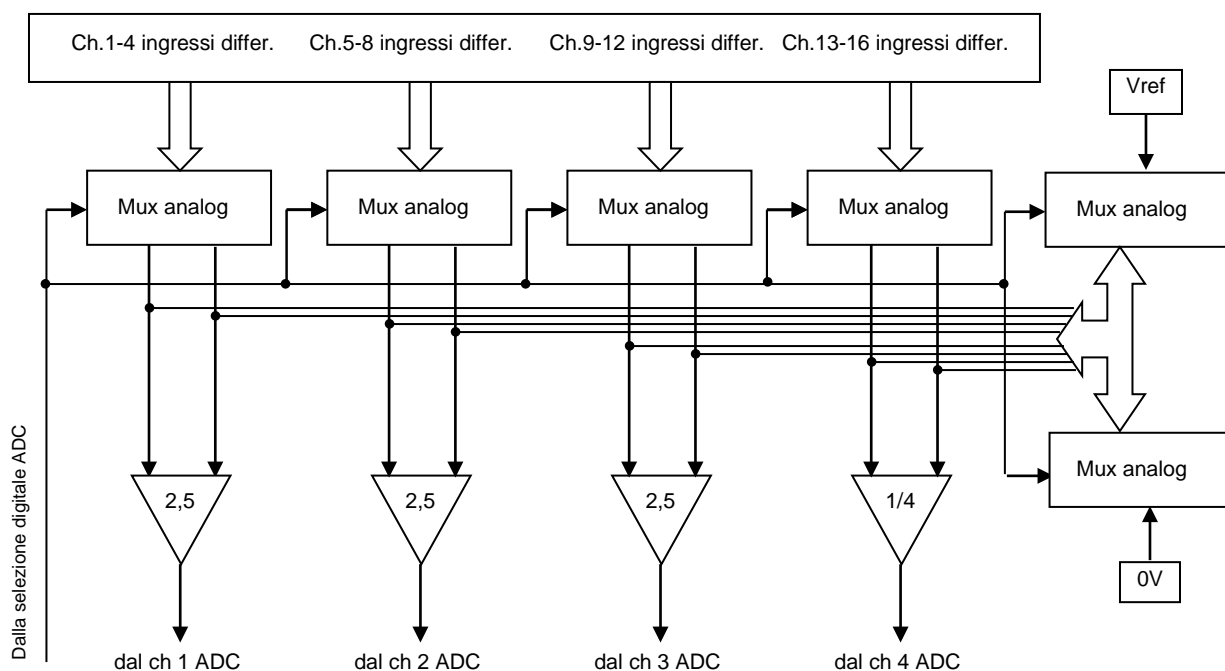 Ch.1-4 ingressi differ.
Ch.5-8 ingressi differ.
Ch.9-12 ingressi differ.
Ch.13-16 ingressi differ.
Vref
Mux analog
Mux analog
Mux analog
Mux analog
Mux analog
Mux analog
2,5
2,5
2,5
1/4
0V
Dalla selezione digitale ADC
dal ch 1 ADC
dal ch 2 ADC
dal ch 3 ADC
dal ch 4 ADC